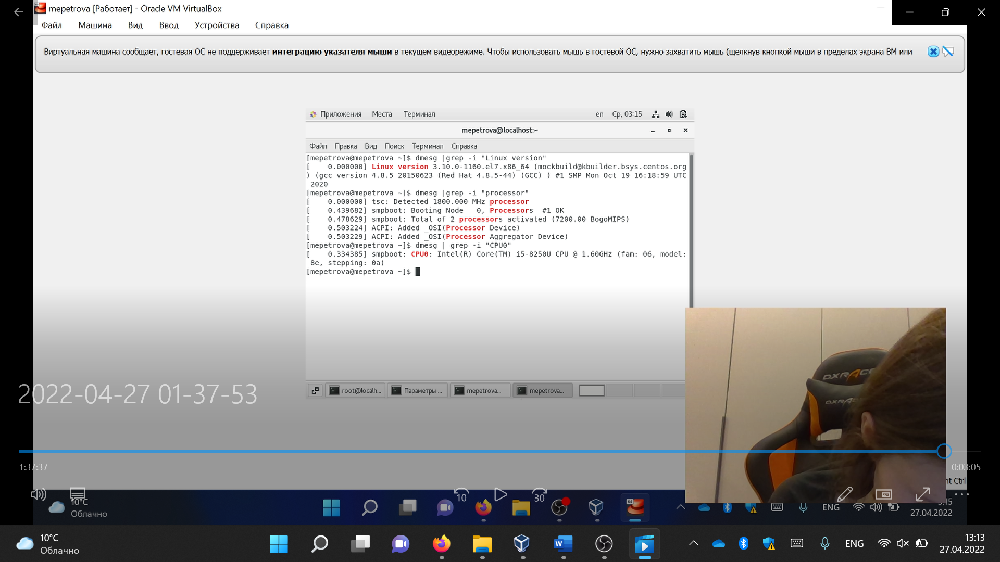 mepetrova [Работает] - Oracle VM VirtualBox
Файл Машина Вид Ввод Устройства Справка
Виртуальная машина сообщает, гостевая ОС не поддерживает интеграцию указателя мыши в текущем видеорежиме. Чтобы использовать мышь в гостевой ОС, нужно захватить мышь (щелкнув кнопкой мыши в пределах экрана ВМ или
Приложения Места Терминал en Ср, 03:15
mepetrova@localhost:~
Файл Правка Вид Поиск Терминал Справка
[mepetrova@mepetrova ~]$ dmesg |grep -i "Linux version"
[    0.000000] Linux version 3.10.0-1160.el7.x86_64 (mockbuild@kbuilder.bsys.centos.org
) (gcc version 4.8.5 20150623 (Red Hat 4.8.5-44) (GCC) ) #1 SMP Mon Oct 19 16:18:59 UTC
 2020
[mepetrova@mepetrova ~]$ dmesg |grep -i "processor"
[    0.000000] tsc: Detected 1800.000 MHz processor
[    0.439682] smpboot: Booting Node   0, Processors  #1 OK
[    0.478629] smpboot: Total of 2 processors activated (7200.00 BogoMIPS)
[    0.503224] ACPI: Added _OSI(Processor Device)
[    0.503229] ACPI: Added _OSI(Processor Aggregator Device)
[mepetrova@mepetrova ~]$ dmesg | grep -i "CPU0"
[    0.334385] smpboot: CPU0: Intel(R) Core(TM) i5-8250U CPU @ 1.60GHz (fam: 06, model:
 8e, stepping: 0a)
[mepetrova@mepetrova ~]$
DXRACE
DXRA
root@localh... Параметры ... mepetrova... mepetrova...
2022-04-27 01-37-53
1:37:37 0:03:05
nt Ctrl
10 30
10°C
Облачно
64
ENG
:15
27.04.2022
10°C
Облачно
W
ENG
13:13
27.04.2022